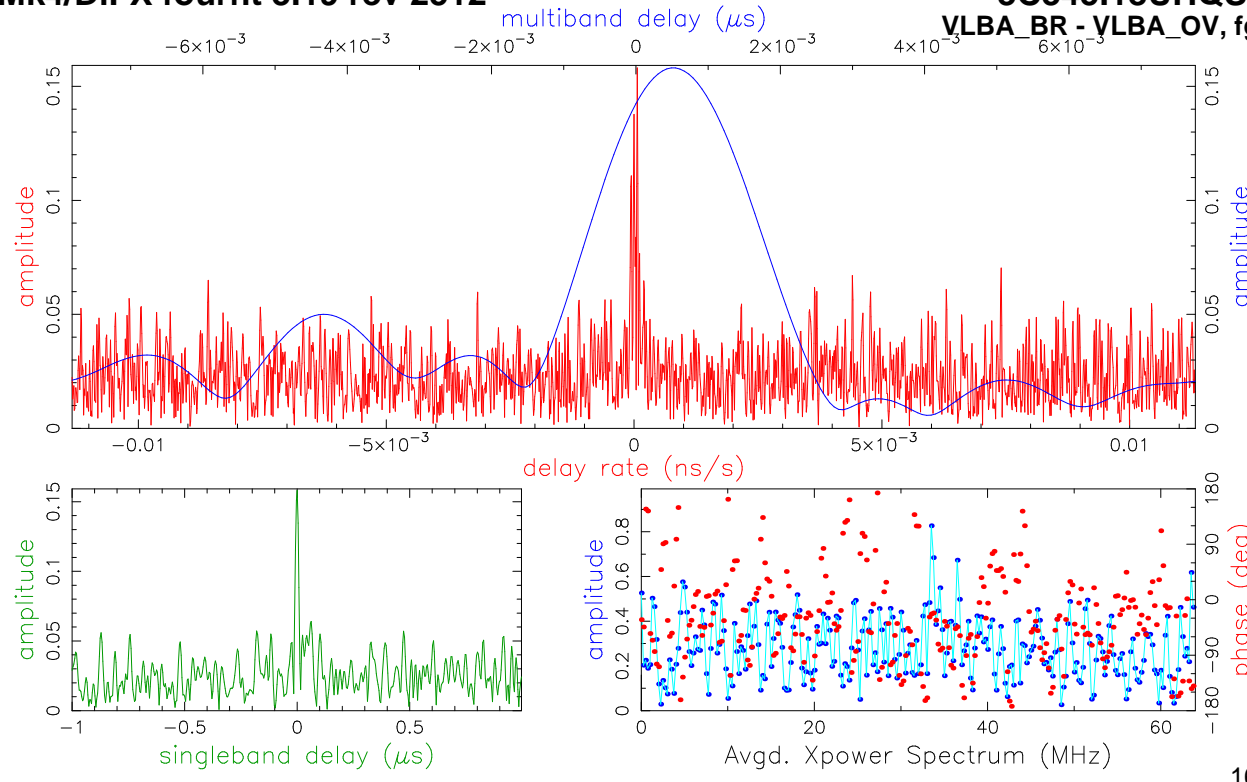 multiband delay (μs)
VLBA_BR - VLBA_OV,
−6×10⁻³ −4×10⁻³ −2×10⁻³ 0 2×10⁻³ 4×10⁻³ 6×10⁻³
amplitude
0 0.05 0.1 0.15
amplitude
0 0.05 0.1 0.15
−0.01 −5×10⁻³ 0 5×10⁻³ 0.01
delay rate (ns/s)
amplitude
0 0.05 0.1 0.15
−1 −0.5 0 0.5
singleband delay (μs)
amplitude
0 0.2 0.4 0.6 0.8
phase (deg)
−180 −90 0 90 180
0 20 40 60
Avgd. Xpower Spectrum (MHz)